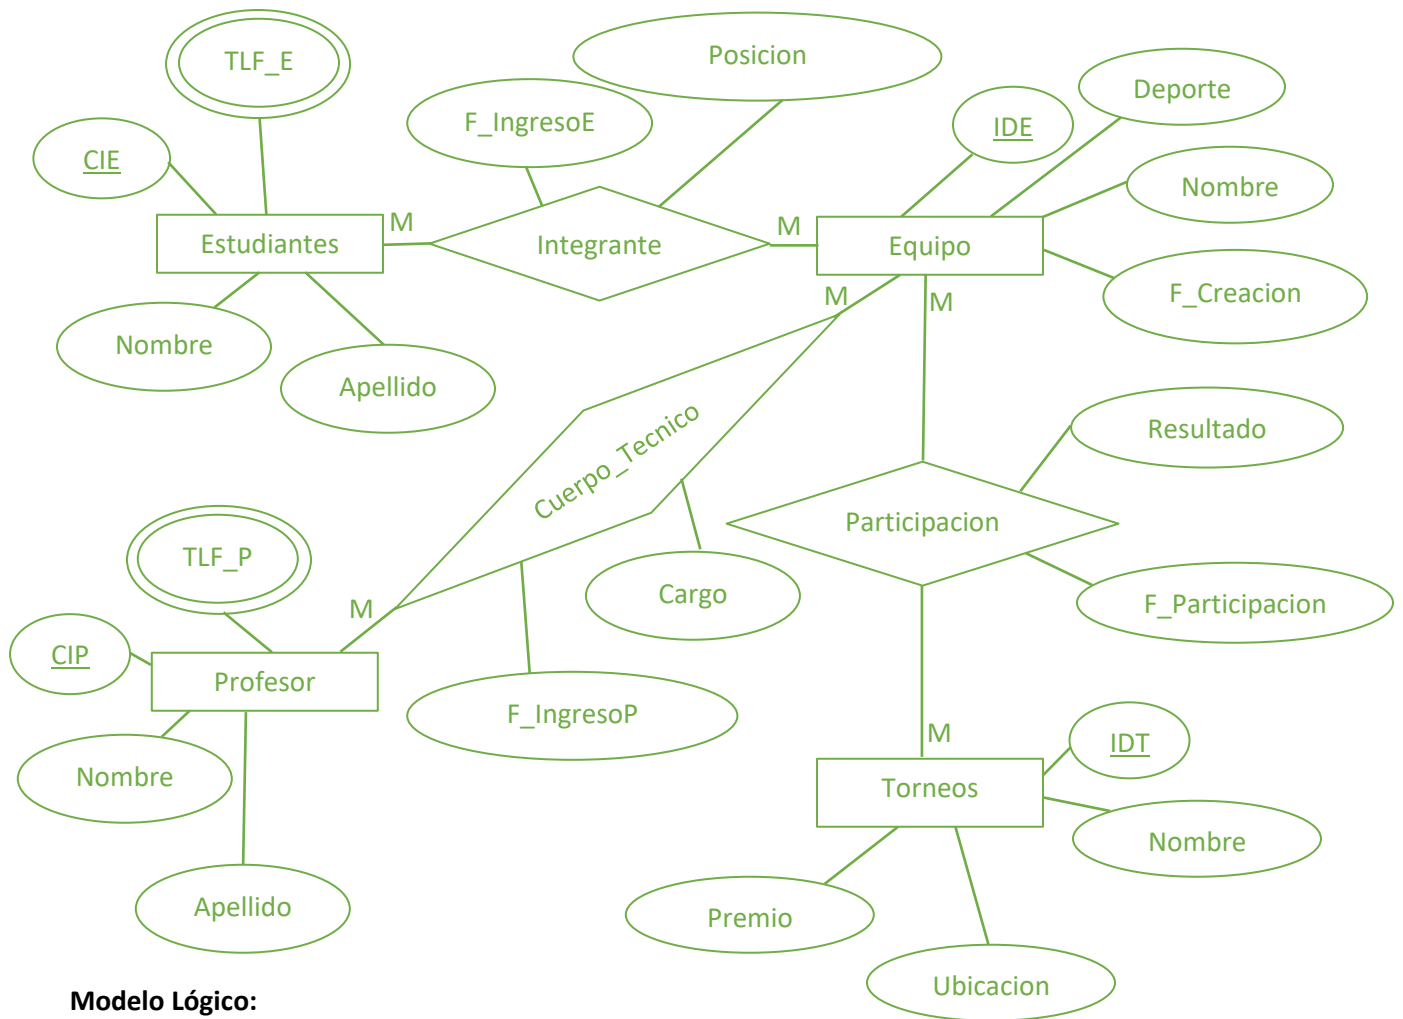 Posicion
TLF_E
Deporte
F_IngresoE
IDE
CIE
Nombre
M
M
Estudiantes
Integrante
Equipo
F_Creacion
M
M
Nombre
Apellido
Resultado
Cuerpo_Tecnico
Participacion
TLF_P
Cargo
F_Participacion
M
CIP
Profesor
F_IngresoP
M
IDT
Nombre
Torneos
Nombre
Apellido
Premio
Ubicacion
Modelo Lógico: